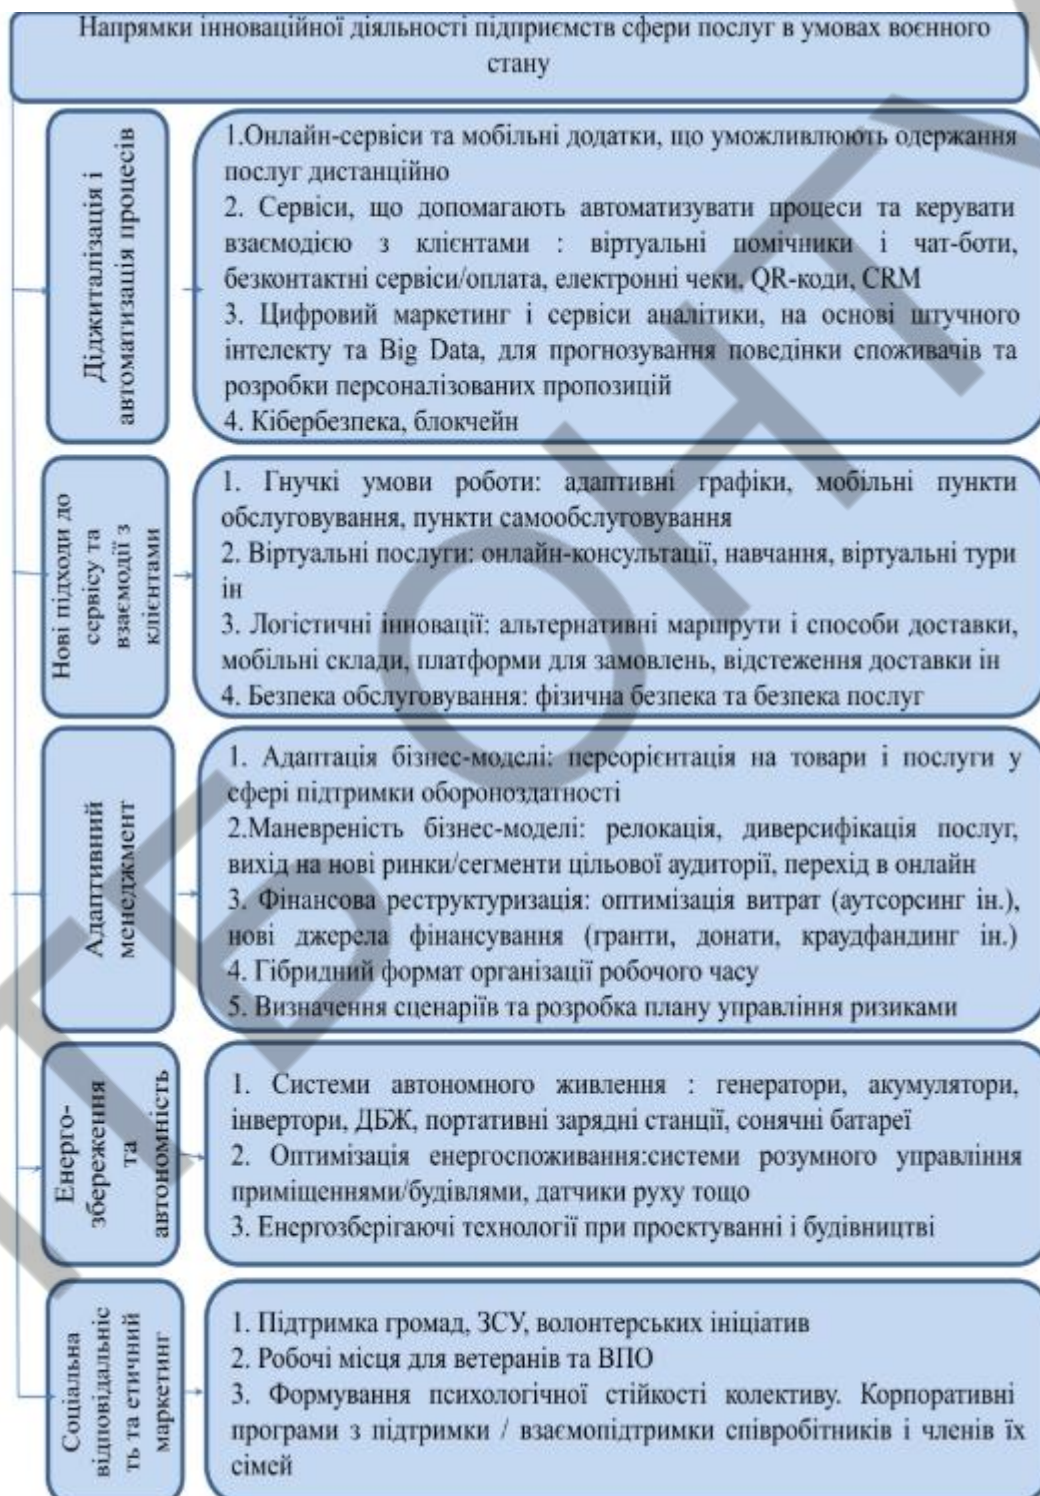 Напрямки інноваційної діяльності підприємств сфери послуг в умовах воєнного
стану
Діджиталізація і
автоматизація процесів
1.Онлайн-сервіси та мобільні додатки, що уможливлюють одержання
послуг дистанційно
2. Сервіси, що допомагають автоматизувати процеси та керувати
взаємодією з клієнтами : віртуальні помічники і чат-боти,
безконтактні сервіси/оплата, електронні чеки, QR-коди, CRM
3. Цифровий маркетинг і сервіси аналітики, на основі штучного
інтелекту та Big Data, для прогнозування поведінки споживачів та
розробки персоналізованих пропозицій
4. Кібербезпека, блокчейн
Нові підходи до
сервісу та
взаємодії з
клієнтами
1. Гнучкі умови роботи: адаптивні графіки, мобільні пункти
обслуговування, пункти самообслуговування
2. Віртуальні послуги: онлайн-консультації, навчання, віртуальні тури
ін
3. Логістичні інновації: альтернативні маршрути і способи доставки,
мобільні склади, платформи для замовлень, відстеження доставки ін
4. Безпека обслуговування: фізична безпека та безпека послуг
Адаптивний
менеджмент
1. Адаптація бізнес-моделі: переорієнтація на товари і послуги у
сфері підтримки обороноздатності
2.Маневреність бізнес-моделі: релокація, диверсифікація послуг,
вихід на нові ринки/сегменти цільової аудиторії, перехід в онлайн
3. Фінансова реструктуризація: оптимізація витрат (аутсорсинг ін.),
нові джерела фінансування (гранти, донати, краудфандинг ін.)
4. Гібридний формат організації робочого часу
5. Визначення сценаріїв та розробка плану управління ризиками
Енерго-
збереження
та
автономність
1. Системи автономного живлення : генератори, акумулятори,
інвертори, ДБЖ, портативні зарядні станції, сонячні батареї
2. Оптимізація енергоспоживання:системи розумного управління
приміщеннями/будівлями, датчики руху тощо
3. Енергозберігаючі технології при проектуванні і будівництві
Соціальна
відповідальніс
ть та етичний
маркетинг
1. Підтримка громад, ЗСУ, волонтерських ініціатив
2. Робочі місця для ветеранів та ВПО
3. Формування психологічної стійкості колективу. Корпоративні
програми з підтримки / взаємопідтримки співробітників і членів їх
сімей